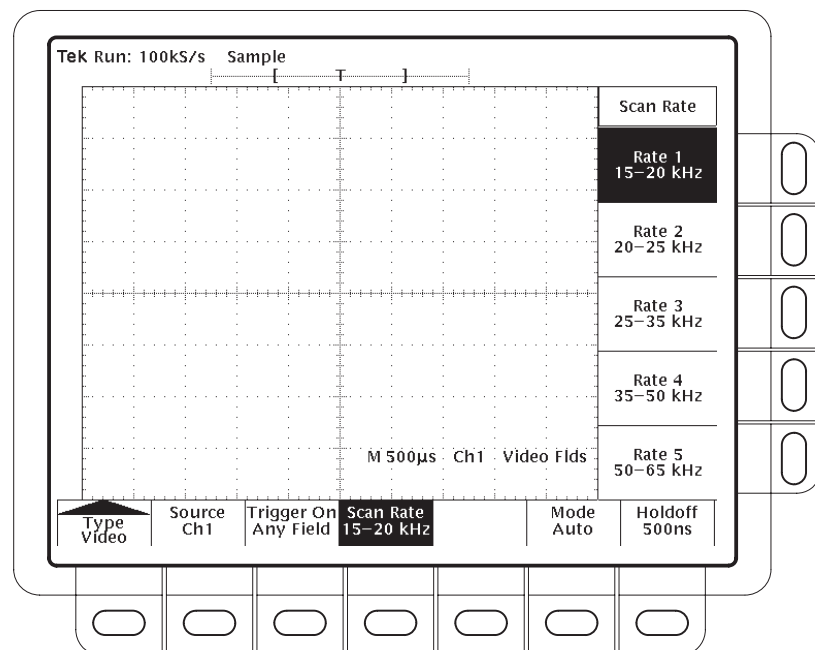 Tek Run: 100kS/s Sample
[ T ]
Scan Rate
Rate 1
15–20 kHz
Rate 2
20–25 kHz
Rate 3
25–35 kHz
Rate 4
35–50 kHz
Rate 5
50–65 kHz
M 500µs Ch1 Video Flds
Type
Video
Source
Ch1
Trigger On
Any Field
Scan Rate
15–20 kHz
Mode
Auto
Holdoff
500ns